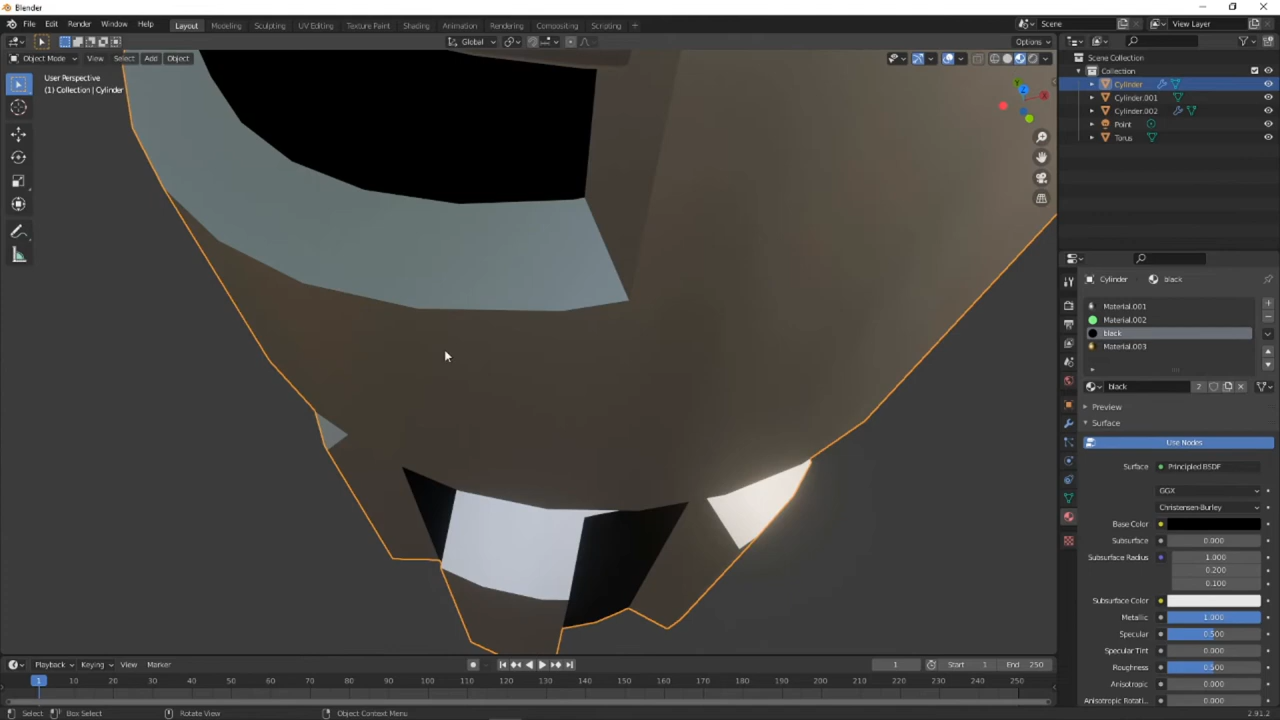 Blender
File Edit Render Window Help Layout Modeling Sculpting UV Editing Texture Paint Shading Animation Rendering Compositing Scripting + Scene View Layer
Global Options
Object Mode View Select Add Object
User Perspective
(1) Collection | Cylinder
Scene Collection
Collection
Cylinder
Cylinder.001
Cylinder.002
Point
Torus
Cylinder black
Material.001
Material.002
black
Material.003
black 2
Preview
Surface
Use Nodes
Surface Principled BSDF
GGX
Christensen-Burley
Base Color
Subsurface 0.000
Subsurface Radius 1.000
0.200
0.100
Subsurface Color
Metallic 1.000
Specular 0.500
Specular Tint 0.000
Roughness 0.500
Anisotropic 0.000
Anisotropic Rotati.. 0.000
Playback Keying View Marker 1 Start 1 End 250
1 10 20 30 40 50 60 70 80 90 100 110 120 130 140 150 160 170 180 190 200 210 220 230 240 250
Select Box Select Rotate View Object Context Menu 2.91.2